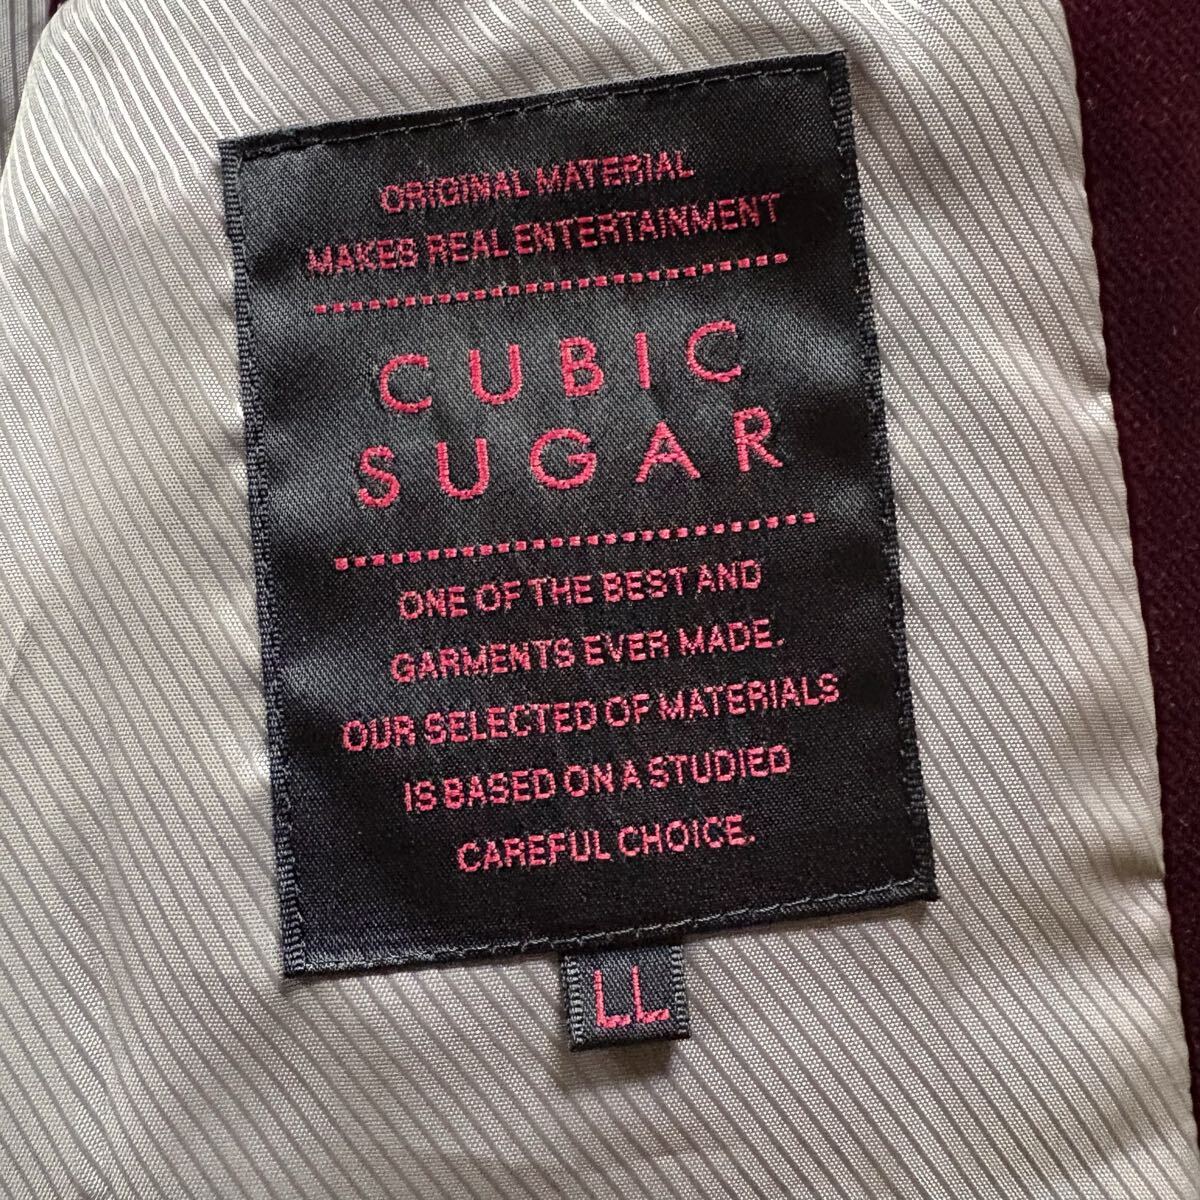 ORIGINAL MATERIAL
MAKES REAL ENTERTAINMENT
CUBIC
SUGAR
ONE OF THE BEST AND
GARMENTS EVER MADE.
OUR SELECTED OF MATERIALS
IS BASED ON A STUDIED
CAREFUL CHOICE.
LL